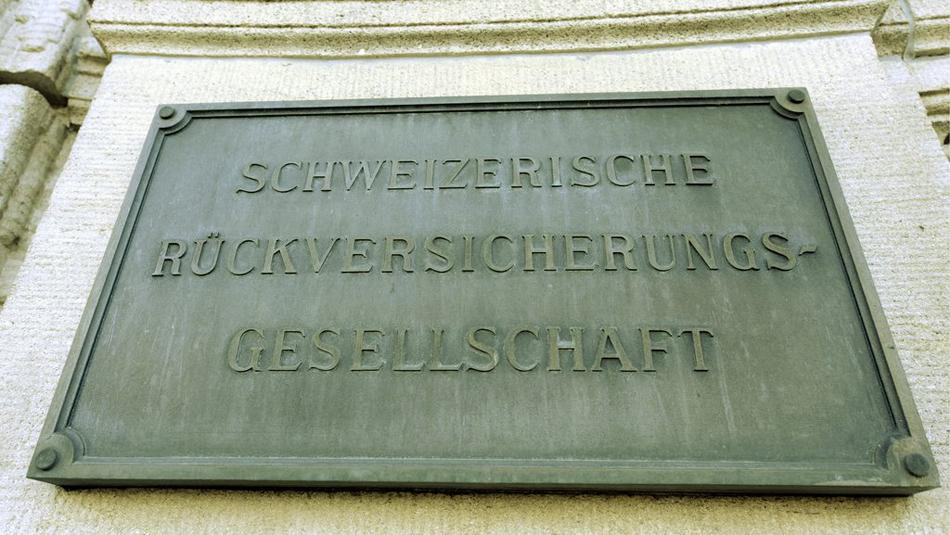 SCHWEIZERISCHE
RÜCKVERSICHERUNGS-
GESELLSCHAFT